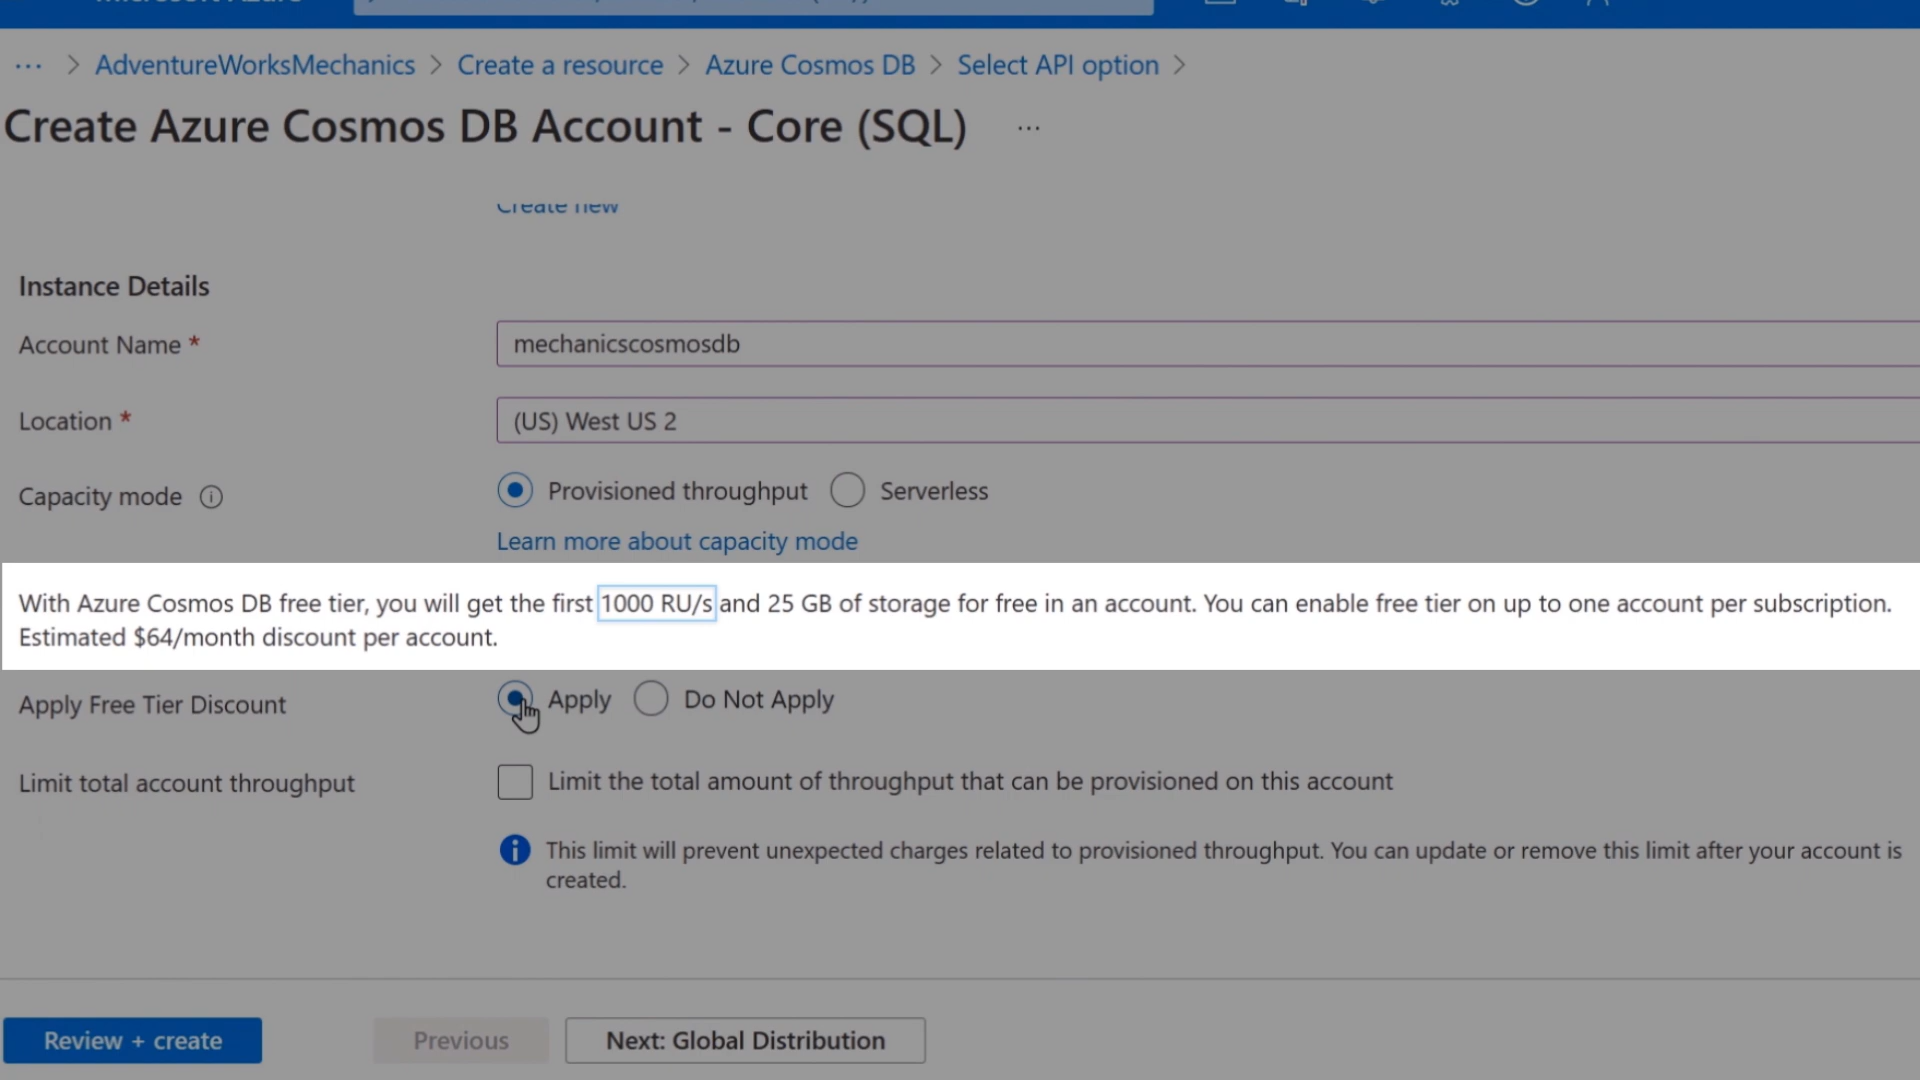 Microsoft Azure
... > AdventureWorksMechanics > Create a resource > Azure Cosmos DB > Select API option >
Create Azure Cosmos DB Account - Core (SQL) ...
Create new
Instance Details
Account Name * mechanicscosmosdb
Location * (US) West US 2
Capacity mode Provisioned throughput Serverless
Learn more about capacity mode
With Azure Cosmos DB free tier, you will get the first 1000 RU/s and 25 GB of storage for free in an account. You can enable free tier on up to one account per subscription.
Estimated $64/month discount per account.
Apply Free Tier Discount Apply Do Not Apply
Limit total account throughput Limit the total amount of throughput that can be provisioned on this account
This limit will prevent unexpected charges related to provisioned throughput. You can update or remove this limit after your account is
created.
Review + create Previous Next: Global Distribution